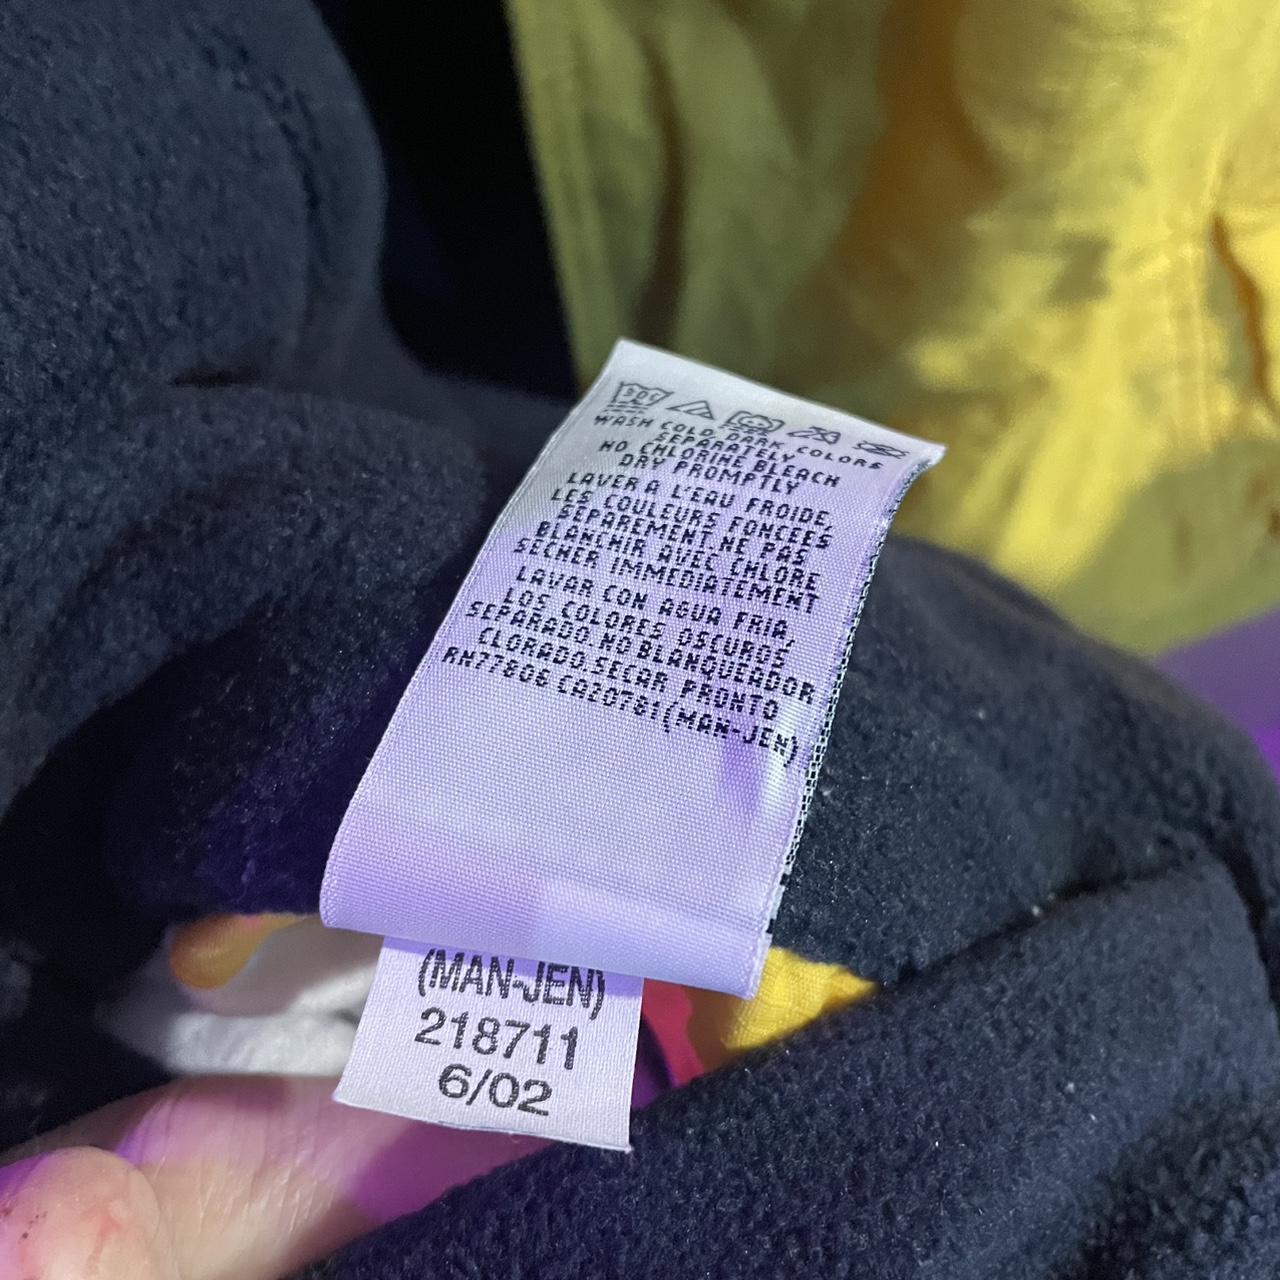 WASH COLD DARK COLORS
SEPARATELY
NO CHLORINE BLEACH
DRY PROMPTLY
LAVER A L'EAU FROIDE,
LES COULEURS FONCEES
SEPAREMENT NE PAS
BLANCHIR AVEC CHLORE
SECHER IMMEDIATEMENT
LAVAR CON AGUA FRIA,
LOS COLORES OSCUROS
SEPARADO NO BLANQUEADOR
CLORADO, SECAR PRONTO
RN77806 CA20781(MAN-JEN)
(MAN-JEN)
218711
6/02